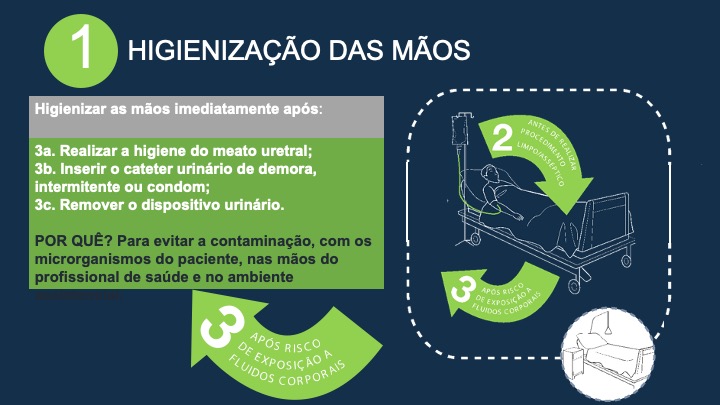 1
HIGIENIZAÇÃO DAS MÃOS
Higienizar as mãos imediatamente após:
3a. Realizar a higiene do meato uretral;
3b. Inserir o cateter urinário de demora,
intermitente ou condom;
3c. Remover o dispositivo urinário.
POR QUÊ? Para evitar a contaminação, com os
microrganismos do paciente, nas mãos do
profissional de saúde e no ambiente
3
APÓS RISCO
DE EXPOSIÇÃO A
FLUIDOS CORPORAIS
2
ANTES DE REALIZAR
PROCEDIMENTO
LIMPO/ASSÉPTICO
3
APÓS RISCO
DE EXPOSIÇÃO A
FLUIDOS CORPORAIS